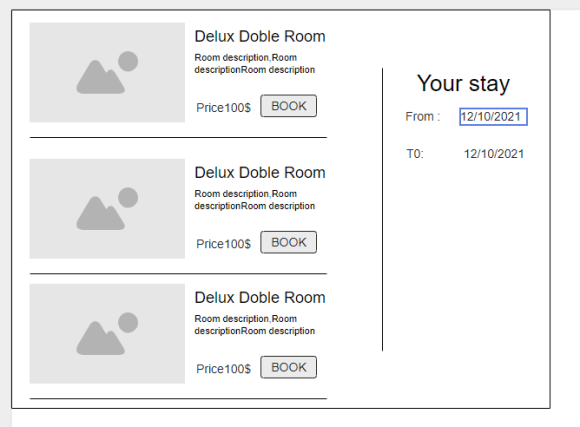 Delux Doble Room
Room description,Room
descriptionRoom description
Price100$ BOOK
Delux Doble Room
Room description,Room
descriptionRoom description
Price100$ BOOK
Delux Doble Room
Room description,Room
descriptionRoom description
Price100$ BOOK
Your stay
From : 12/10/2021
T0: 12/10/2021